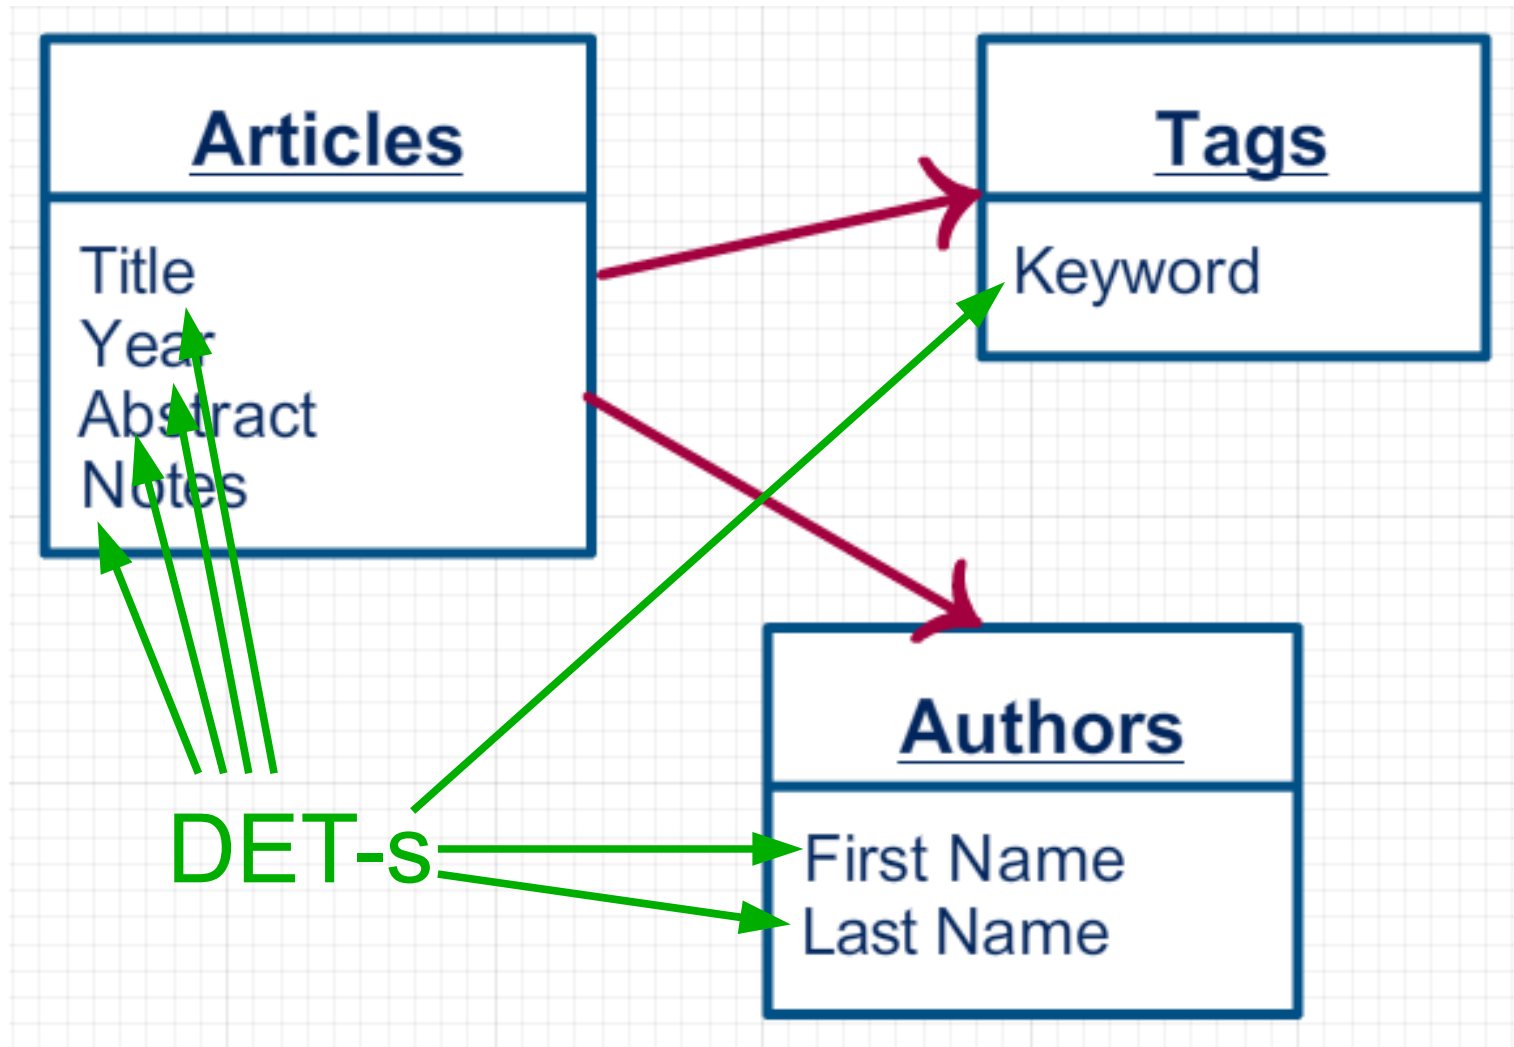 Articles
Title
Year
Abstract
Notes
Tags
Keyword
DET-s
Authors
First Name
Last Name